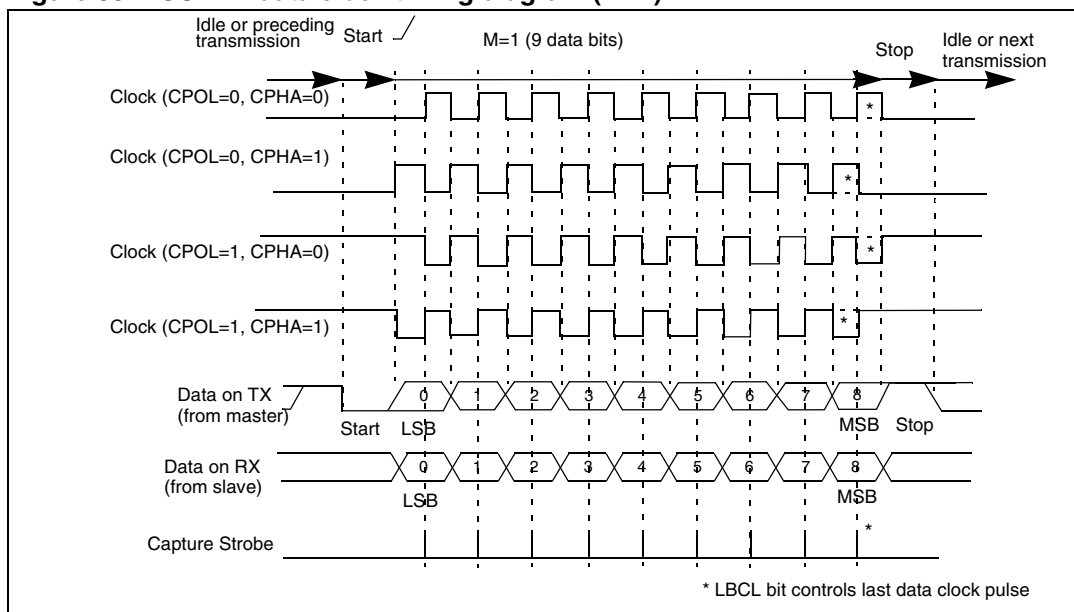 Idle or preceding
transmission
Start
M=1 (9 data bits)
Stop
Idle or next
transmission
Clock (CPOL=0, CPHA=0)
*
Clock (CPOL=0, CPHA=1)
*
Clock (CPOL=1, CPHA=0)
*
Clock (CPOL=1, CPHA=1)
*
Data on TX
(from master)
0 1 2 3 4 5 6 7 8
Start LSB MSB Stop
Data on RX
(from slave)
0 1 2 3 4 5 6 7 8
LSB MSB
Capture Strobe
*
* LBCL bit controls last data clock pulse